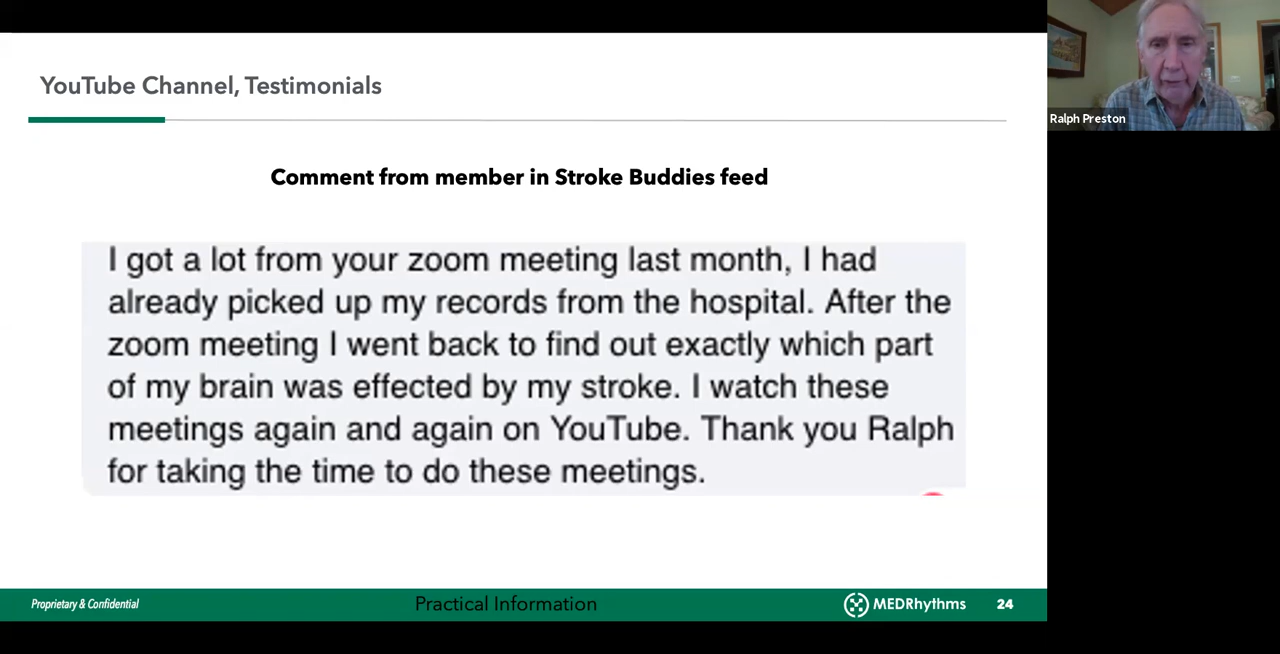 YouTube Channel, Testimonials
Ralph Preston
Comment from member in Stroke Buddies feed
I got a lot from your zoom meeting last month, I had
already picked up my records from the hospital. After the
zoom meeting I went back to find out exactly which part
of my brain was effected by my stroke. I watch these
meetings again and again on YouTube. Thank you Ralph
for taking the time to do these meetings.
Proprietary & Confidential
Practical Information
MEDRhythms
24